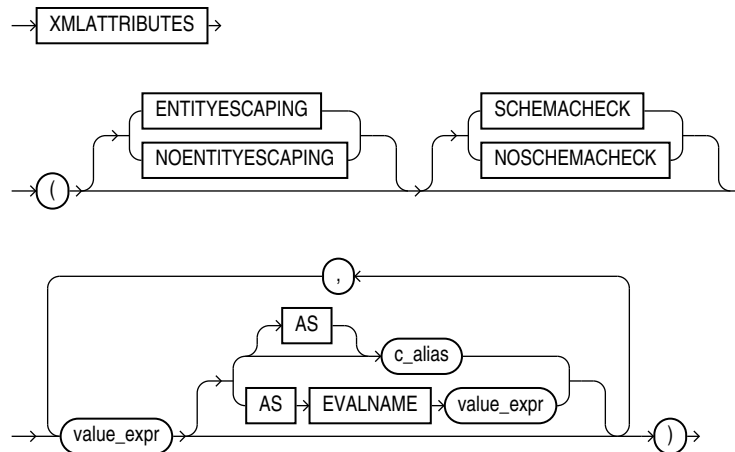 XMLATTRIBUTES
ENTITYESCAPING SCHEMACHECK
NOENTITYESCAPING NOSCHEMACHECK
(
,
AS
c_alias
AS EVALNAME value_expr
value_expr )